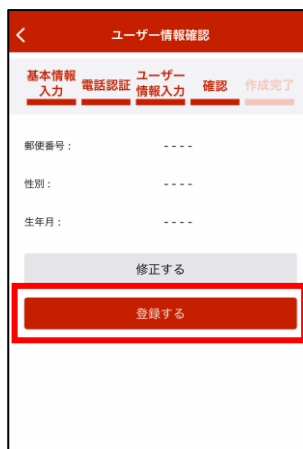 ユーザー情報確認
基本情報
入力
電話認証
ユーザー
情報入力
確認
作成完了
郵便番号： ----
性別： ----
生年月： ----
修正する
登録する